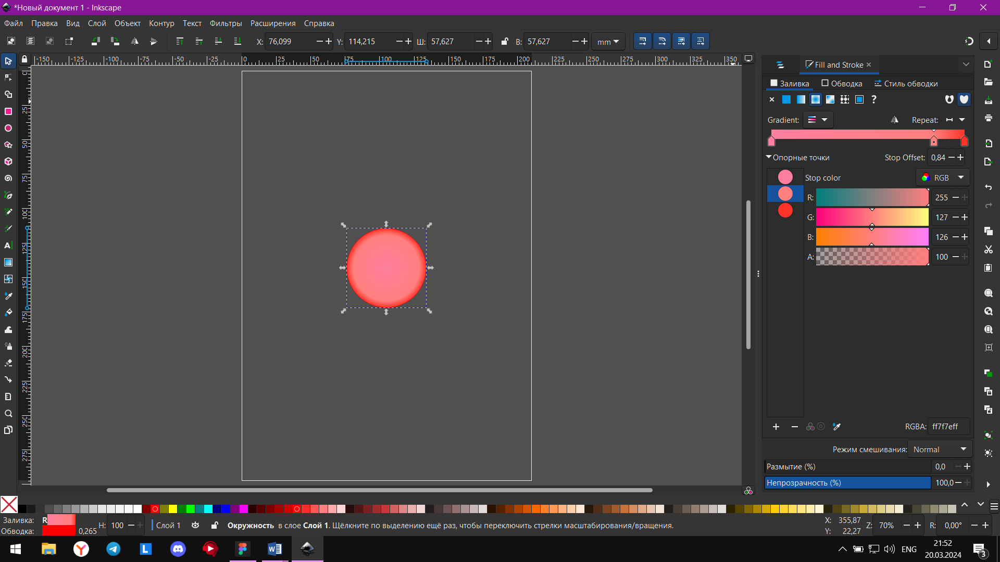 *Новый документ 1 - Inkscape
Файл Правка Вид Слой Объект Контур Текст Фильтры Расширения Справка
X: 76,099 Y: 114,215 Ш: 57,627 В: 57,627 mm
-150 -125 -100 -75 -50 -25 0 25 50 75 100 125 150 175 200 225 250 275 300 325 350
0
25
50
75
100
125
150
175
200
225
250
275
Fill and Stroke
Заливка Обводка Стиль обводки
?
Gradient: Repeat:
Опорные точки Stop Offset: 0,84
Stop color RGB
R: 255
G: 127
B: 126
A: 100
RGBA: ff7f7eff
Режим смешивания: Normal
Размытие (%) 0,0
Непрозрачность (%) 100,0
Заливка: R
Обводка: 0,265
Н: 100
Слой 1
Окружность в слое Слой 1. Щёлкните по выделению ещё раз, чтобы переключить стрелки масштабирования/вращения.
X: 355,87
Y: 22,27
Z: 70% R: 0,00°
ENG
21:52
20.03.2024
3